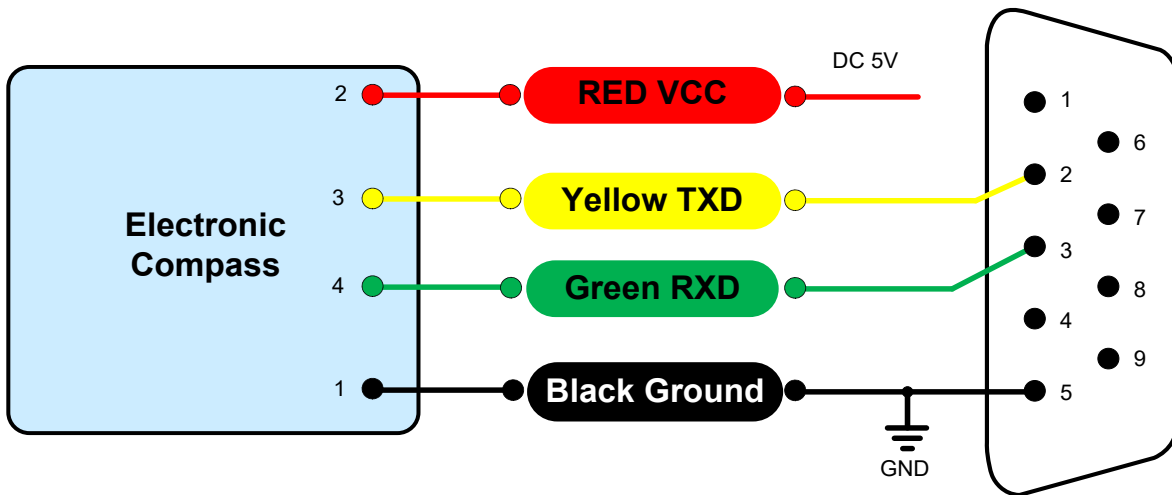 DC 5V
2
RED VCC
1
6
3
Yellow TXD
2
7
Electronic
Compass
4
Green RXD
3
8
4
9
1
Black Ground
5
GND